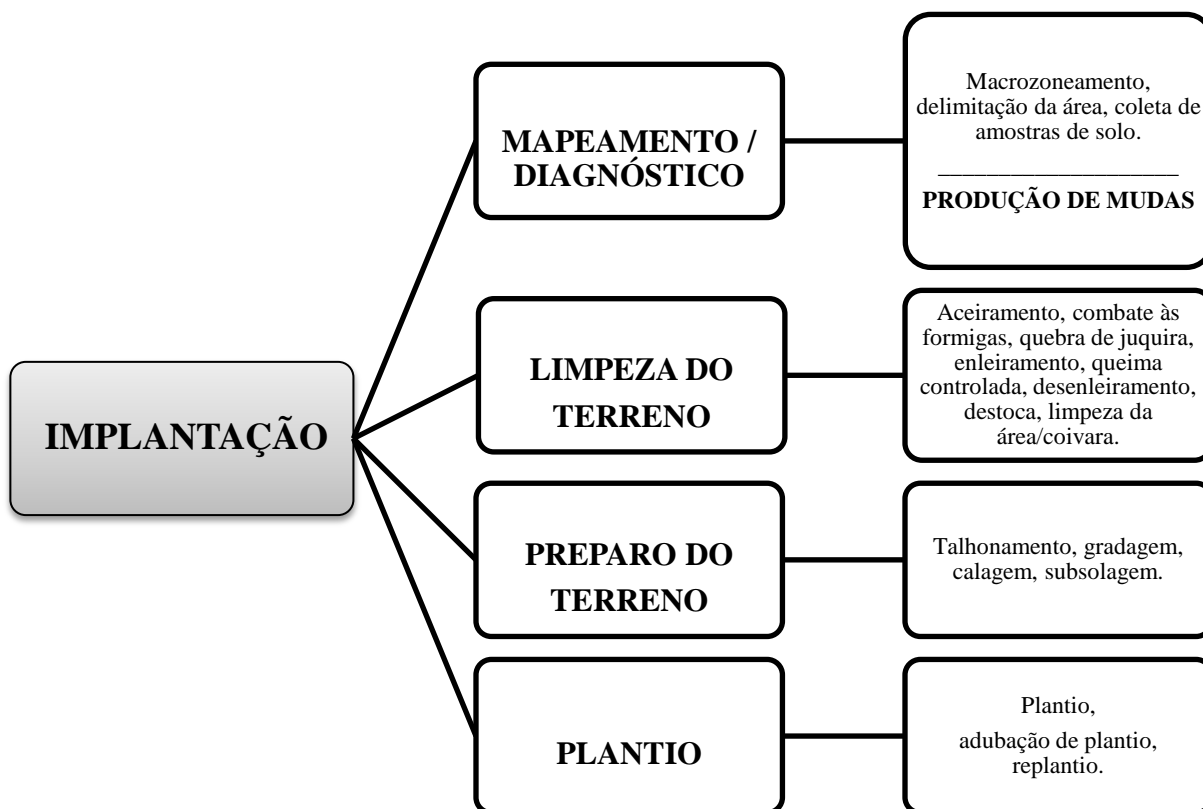 IMPLANTAÇÃO
MAPEAMENTO /
DIAGNÓSTICO
Macrozoneamento,
delimitação da área, coleta de
amostras de solo.
____________________
PRODUÇÃO DE MUDAS
LIMPEZA DO
TERRENO
Aceiramento, combate às
formigas, quebra de juquira,
enleiramento, queima
controlada, desenleiramento,
destoca, limpeza da
área/coivara.
PREPARO DO
TERRENO
Talhonamento, gradagem,
calagem, subsolagem.
PLANTIO
Plantio,
adubação de plantio,
replantio.